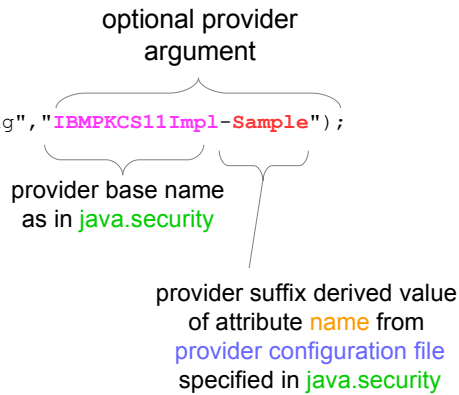 optional provider
argument
g","IBMPKCS11Impl-Sample");
provider base name
as in java.security
provider suffix derived value
of attribute name from
provider configuration file
specified in java.security